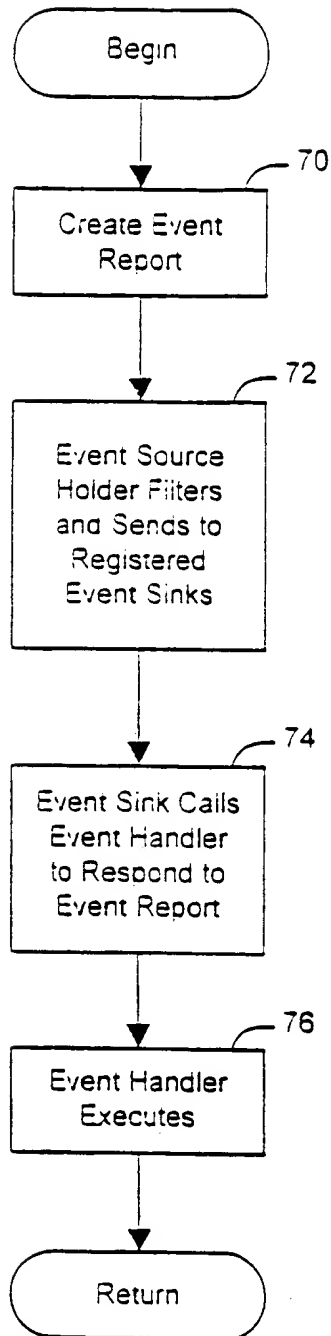 Begin
70
Create Event
Report
72
Event Source
Holder Filters
and Sends to
Registered
Event Sinks
74
Event Sink Calls
Event Handler
to Respond to
Event Report
76
Event Handler
Executes
Return